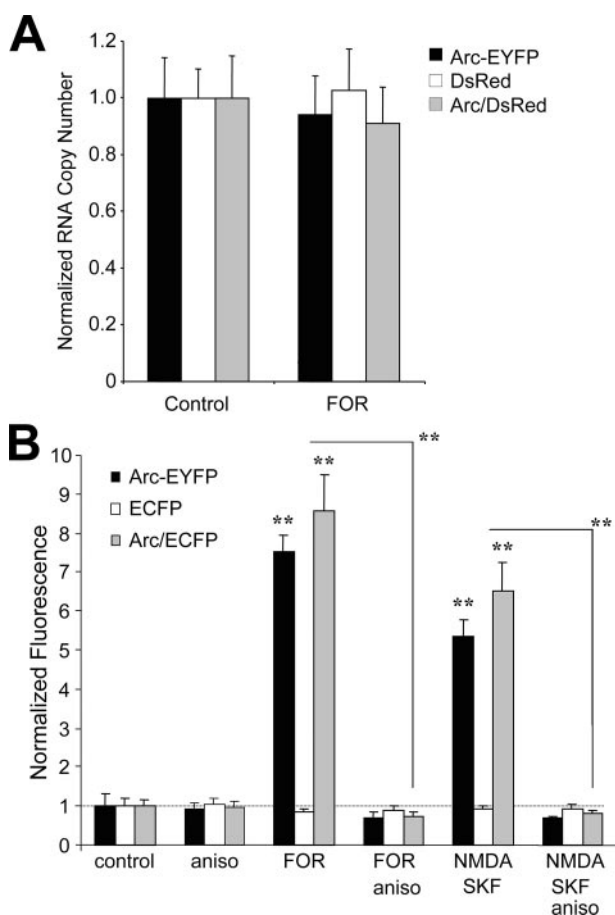 A
Normalized RNA Copy Number
1.2
1.0
0.8
0.6
0.4
0.2
0
Arc-EYFP
DsRed
Arc/DsRed
Control FOR
B
Normalized Fluorescence
10
9
8
7
6
5
4
3
2
1
0
Arc-EYFP
ECFP
Arc/ECFP
**
**
**
**
**
**
control aniso FOR FOR NMDA NMDA
aniso SKF SKF
aniso